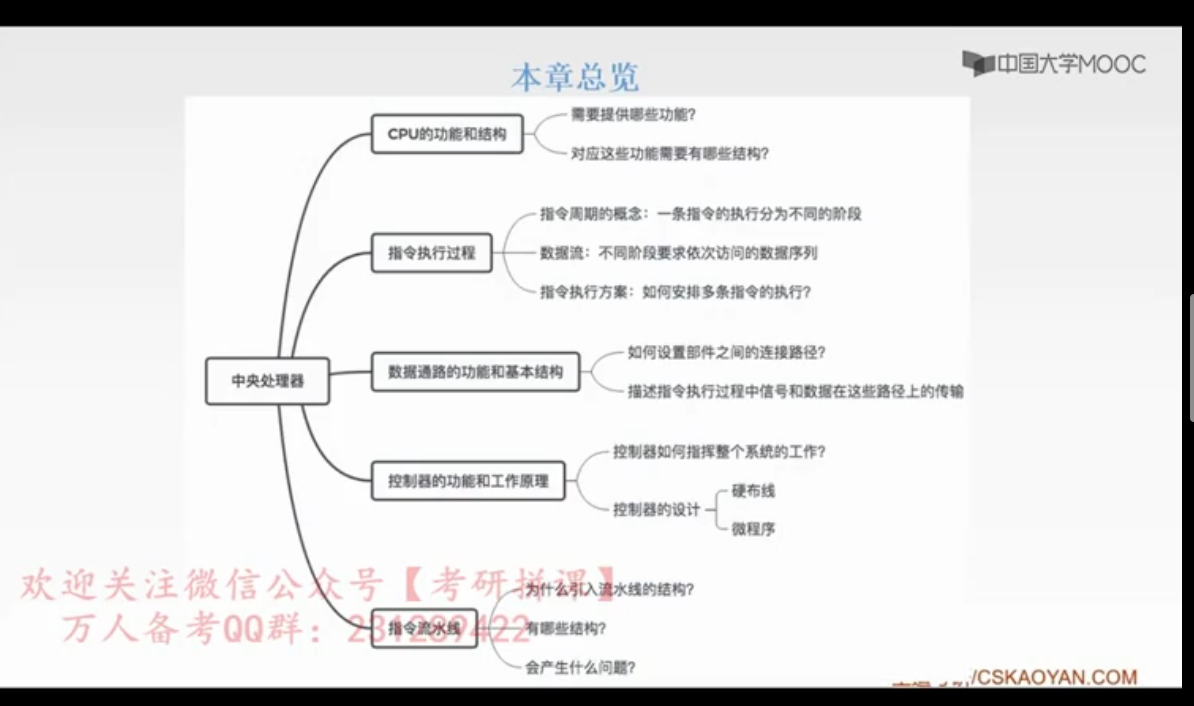 本章总览
中国大学MOOC
需要提供哪些功能?
CPU的功能和结构
对应这些功能需要有哪些结构?
指令周期的概念：一条指令的执行分为不同的阶段
指令执行过程
数据流：不同阶段要求依次访问的数据序列
指令执行方案：如何安排多条指令的执行?
如何设置部件之间的连接路径?
数据通路的功能和基本结构
中央处理器
描述指令执行过程中信号和数据在这些路径上的传输
控制器如何指挥整个系统的工作?
控制器的功能和工作原理
硬布线
控制器的设计
微程序
欢迎关注微信公众号【考研拼课】
为什么引入流水线的结构?
万人备考QQ群：231289422
指令流水线
有哪些结构?
会产生什么问题?
/CSKAOYAN.COM